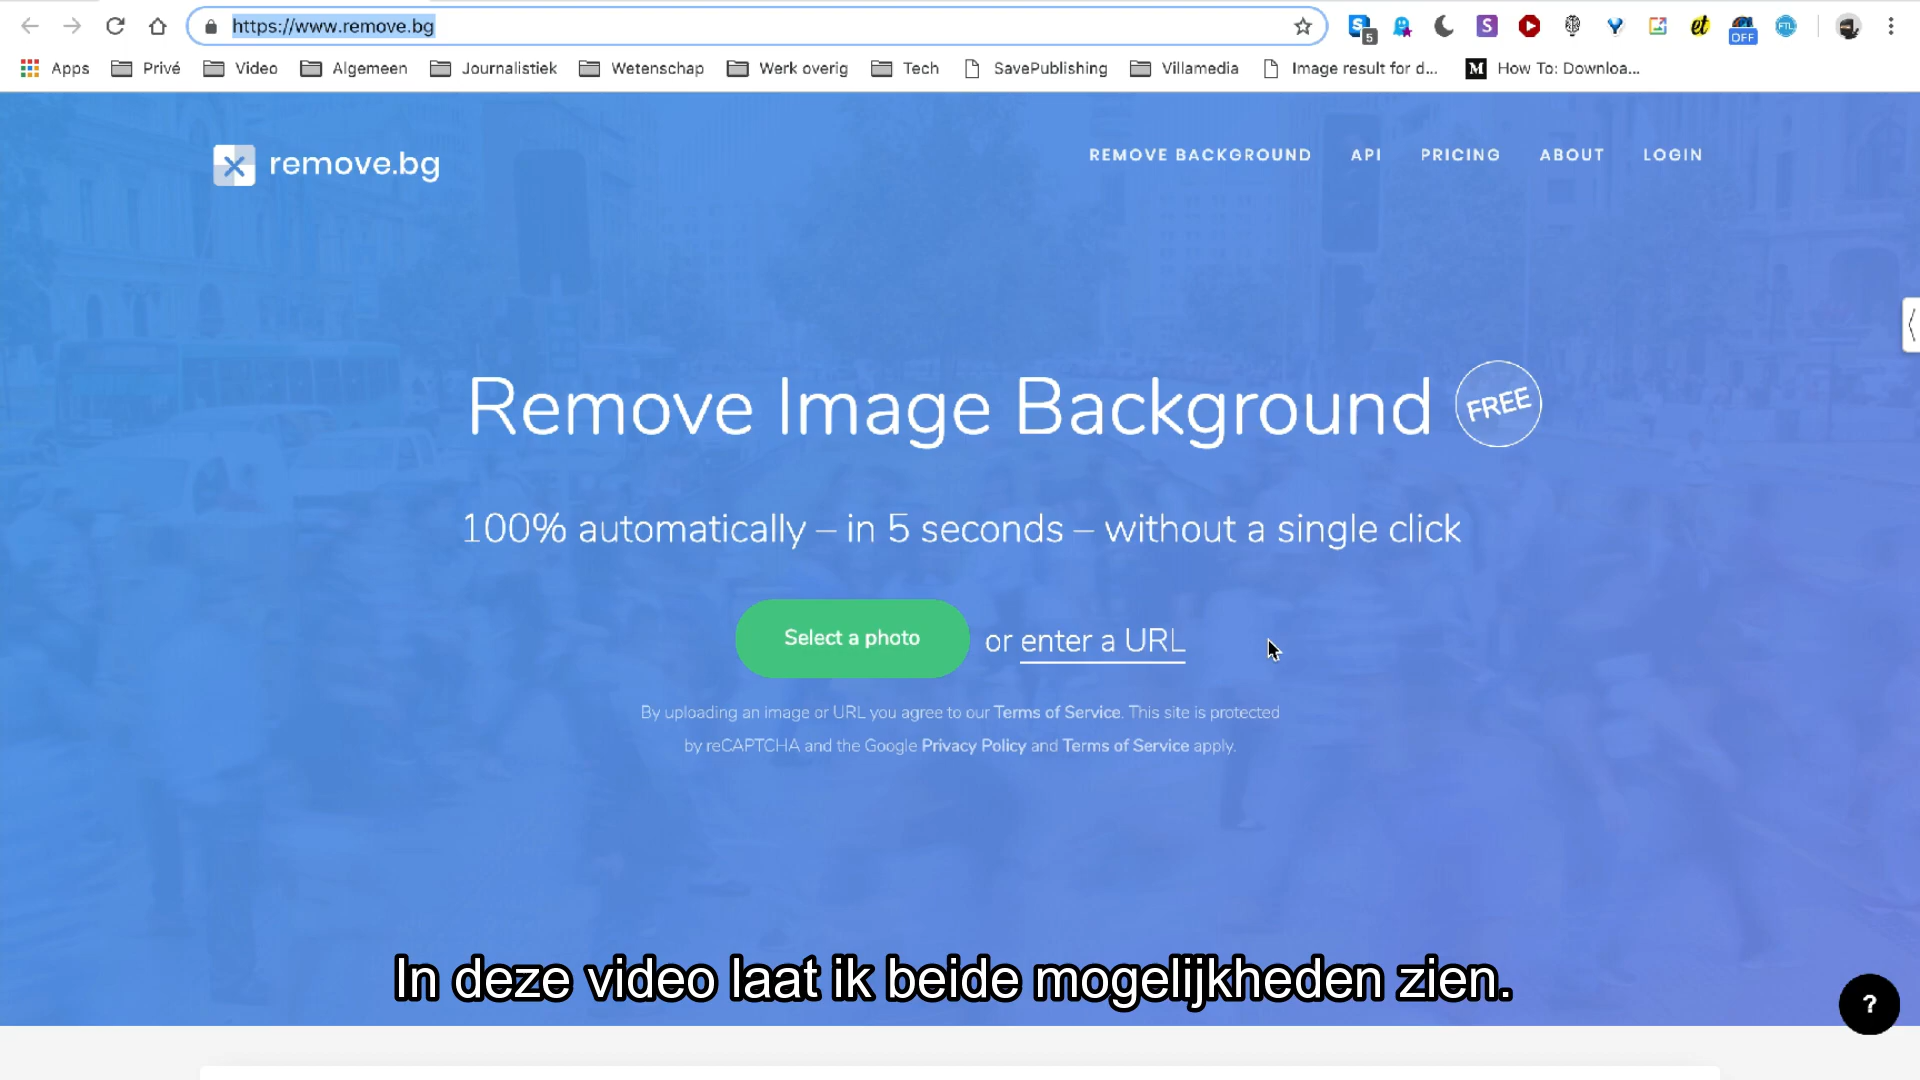 https://www.remove.bg
5
S
et
OFF
FTL
Apps Privé Video Algemeen Journalistiek Wetenschap Werk overig Tech SavePublishing Villamedia Image result for d... M How To: Downloa...
remove.bg
REMOVE BACKGROUND API PRICING ABOUT LOGIN
Remove Image Background FREE
100% automatically – in 5 seconds – without a single click
Select a photo or enter a URL
By uploading an image or URL you agree to our Terms of Service. This site is protected
by reCAPTCHA and the Google Privacy Policy and Terms of Service apply.
In deze video laat ik beide mogelijkheden zien.
?